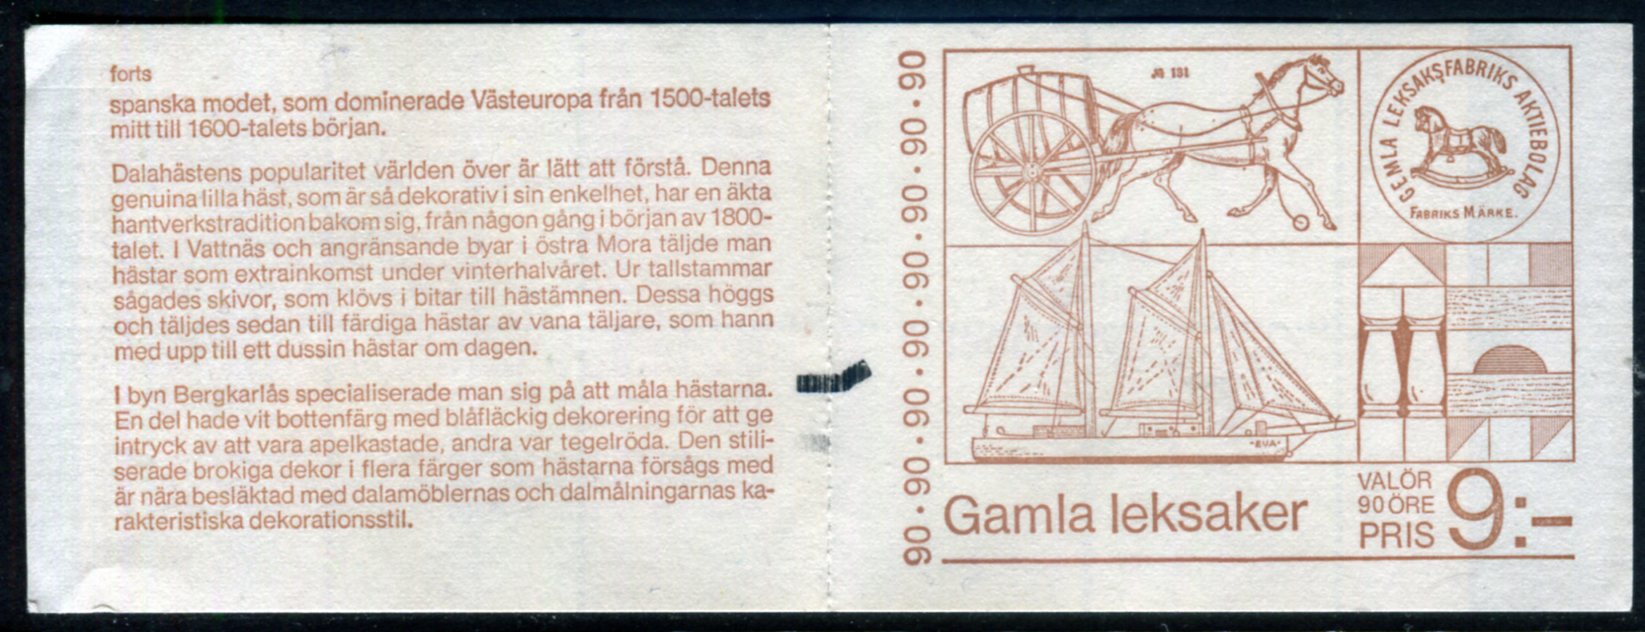 forts
spanska modet, som dominerade Västeuropa från 1500-talets
mitt till 1600-talets början.
Dalahästens popularitet världen över är lätt att förstå. Denna
genuina lilla häst, som är så dekorativ i sin enkelhet, har en äkta
hantverkstradition bakom sig, från någon gång i början av 1800-
talet. I Vattnäs och angränsande byar i östra Mora täljde man
hästar som extrainkomst under vinterhalvåret. Ur tallstammar
sågades skivor, som klövs i bitar till hästämnen. Dessa höggs
och täljdes sedan till färdiga hästar av vana täljare, som hann
med upp till ett dussin hästar om dagen.
I byn Bergkarlås specialiserade man sig på att måla hästarna.
En del hade vit bottenfärg med blåfläckig dekorering för att ge
intryck av att vara apelkastade, andra var tegelröda. Den stili-
serade brokiga dekor i flera färger som hästarna försågs med
är nära besläktad med dalamöblernas och dalmålningarnas ka-
rakteristiska dekorationsstil.
90·90·90·90·90·90·90
№ 131
GEMLA LEKSAKSFABRIKS AKTIEBOLAG
FABRIKS MÄRKE.
"EVA"
Gamla leksaker
VALÖR
90 ÖRE
PRIS 9:–